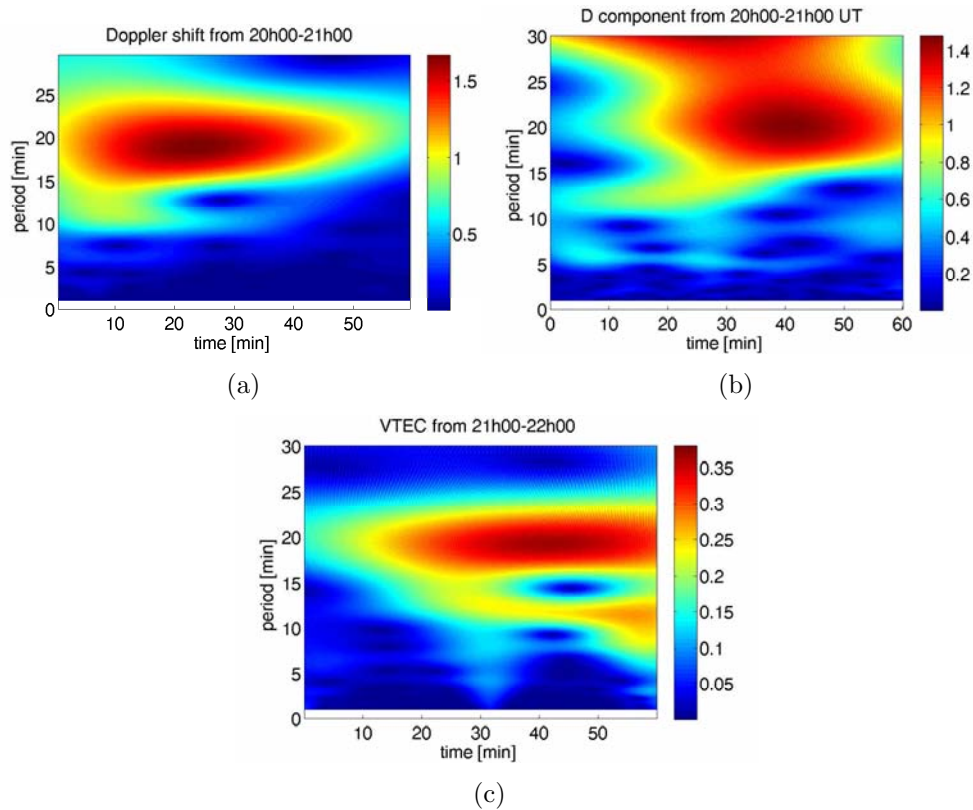 Doppler shift from 20h00-21h00
period [min]
25
20
15
10
5
0
10 20 30 40 50
time [min]
1.5
1
0.5
(a)
D component from 20h00-21h00 UT
period [min]
30
25
20
15
10
5
0
0 10 20 30 40 50 60
time [min]
1.4
1.2
1
0.8
0.6
0.4
0.2
(b)
VTEC from 21h00-22h00
period [min]
30
25
20
15
10
5
0
10 20 30 40 50
time [min]
0.35
0.3
0.25
0.2
0.15
0.1
0.05
(c)